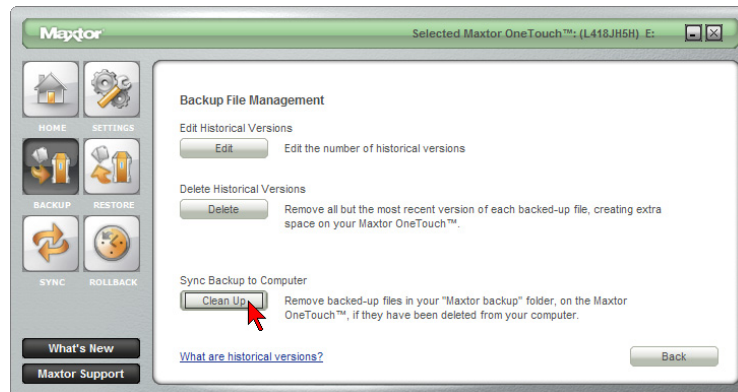 Maxtor
Selected Maxtor OneTouch™: (L418JH5H) E:
HOME SETTINGS
BACKUP RESTORE
SYNC ROLLBACK
What's New
Maxtor Support
Backup File Management
Edit Historical Versions
Edit Edit the number of historical versions
Delete Historical Versions
Delete Remove all but the most recent version of each backed-up file, creating extra
space on your Maxtor OneTouch™.
Sync Backup to Computer
Clean Up Remove backed-up files in your "Maxtor backup" folder, on the Maxtor
OneTouch™, if they have been deleted from your computer.
What are historical versions? Back